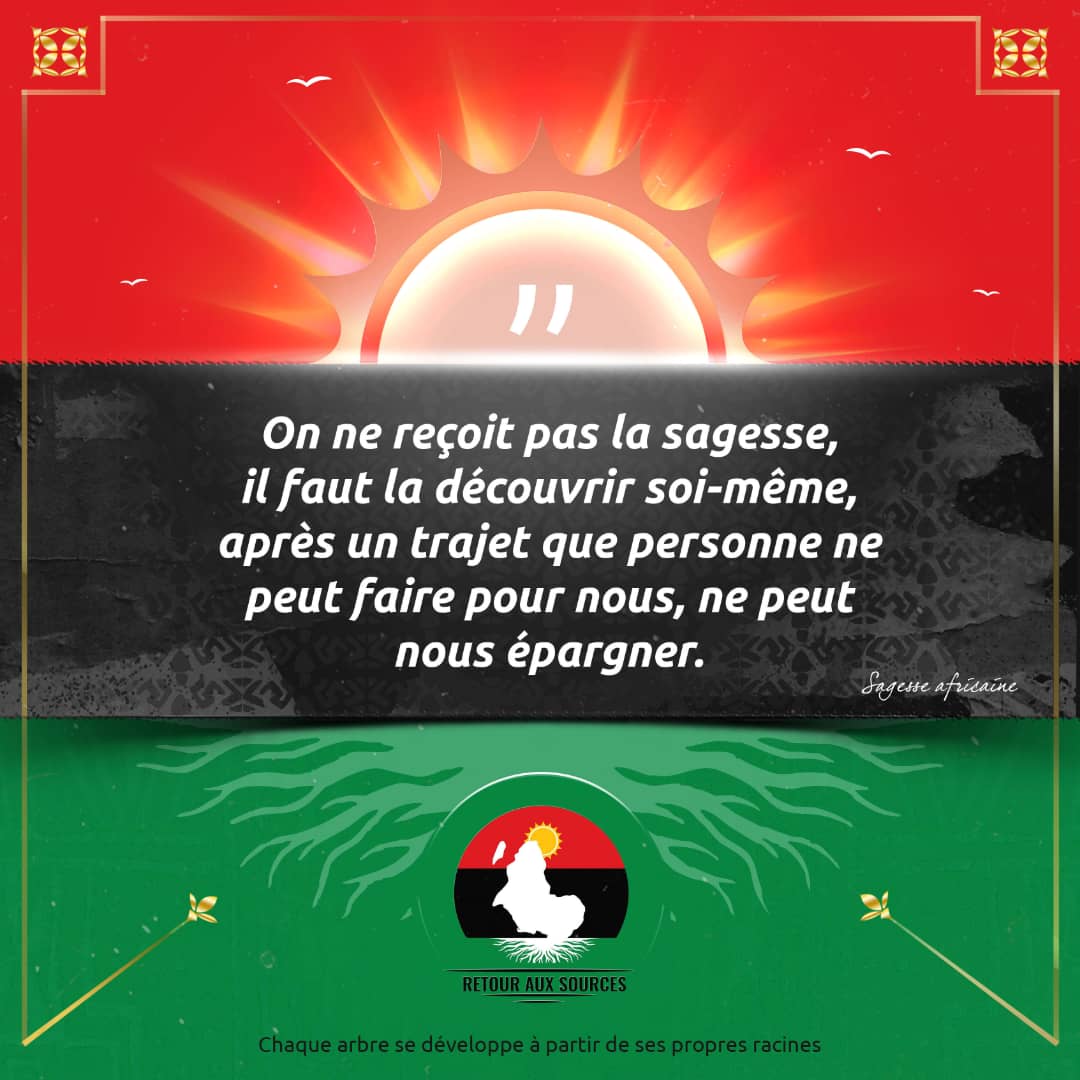 ”
On ne reçoit pas la sagesse,
il faut la découvrir soi-même,
après un trajet que personne ne
peut faire pour nous, ne peut
nous épargner.
Sagesse africaine
RETOUR AUX SOURCES
Chaque arbre se développe à partir de ses propres racines